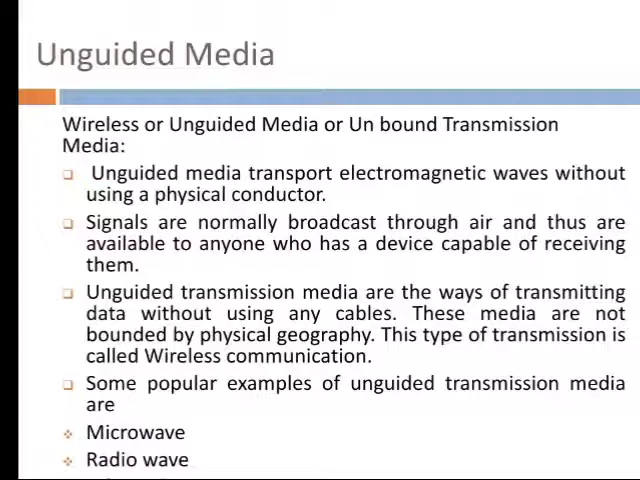 Unguided Media
Wireless or Unguided Media or Un bound Transmission
Media:
Unguided media transport electromagnetic waves without
using a physical conductor.
Signals are normally broadcast through air and thus are
available to anyone who has a device capable of receiving
them.
Unguided transmission media are the ways of transmitting
data without using any cables. These media are not
bounded by physical geography. This type of transmission is
called Wireless communication.
Some popular examples of unguided transmission media
are
Microwave
Radio wave